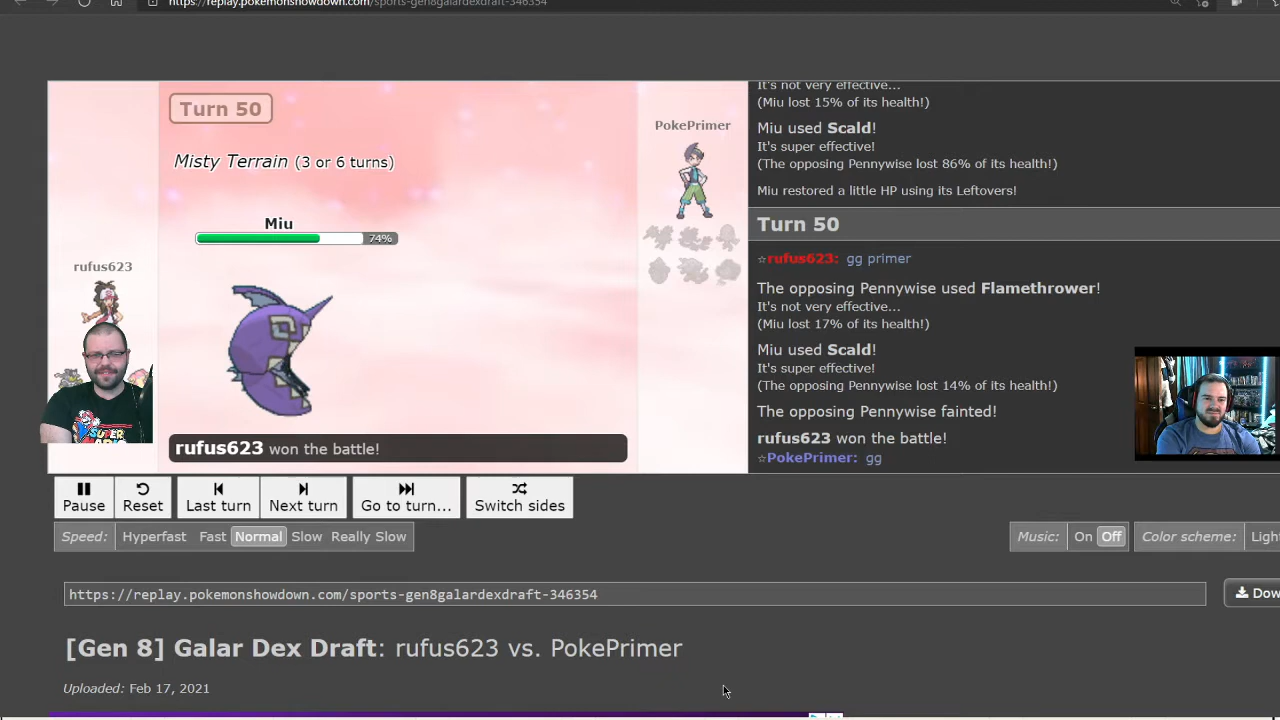 https://replay.pokemonshowdown.com/sports-gen8galardexdraft-346354
Turn 50
Misty Terrain (3 or 6 turns)
Miu
74%
rufus623
PokePrimer
rufus623 won the battle!
It's not very effective...
(Miu lost 15% of its health!)
Miu used Scald!
It's super effective!
(The opposing Pennywise lost 86% of its health!)
Miu restored a little HP using its Leftovers!
Turn 50
☆rufus623: gg primer
The opposing Pennywise used Flamethrower!
It's not very effective...
(Miu lost 17% of its health!)
Miu used Scald!
It's super effective!
(The opposing Pennywise lost 14% of its health!)
The opposing Pennywise fainted!
rufus623 won the battle!
☆PokePrimer: gg
Pause Reset Last turn Next turn Go to turn... Switch sides
Speed: Hyperfast Fast Normal Slow Really Slow Music: On Off Color scheme: Ligh
https://replay.pokemonshowdown.com/sports-gen8galardexdraft-346354
Dow
[Gen 8] Galar Dex Draft: rufus623 vs. PokePrimer
Uploaded: Feb 17, 2021